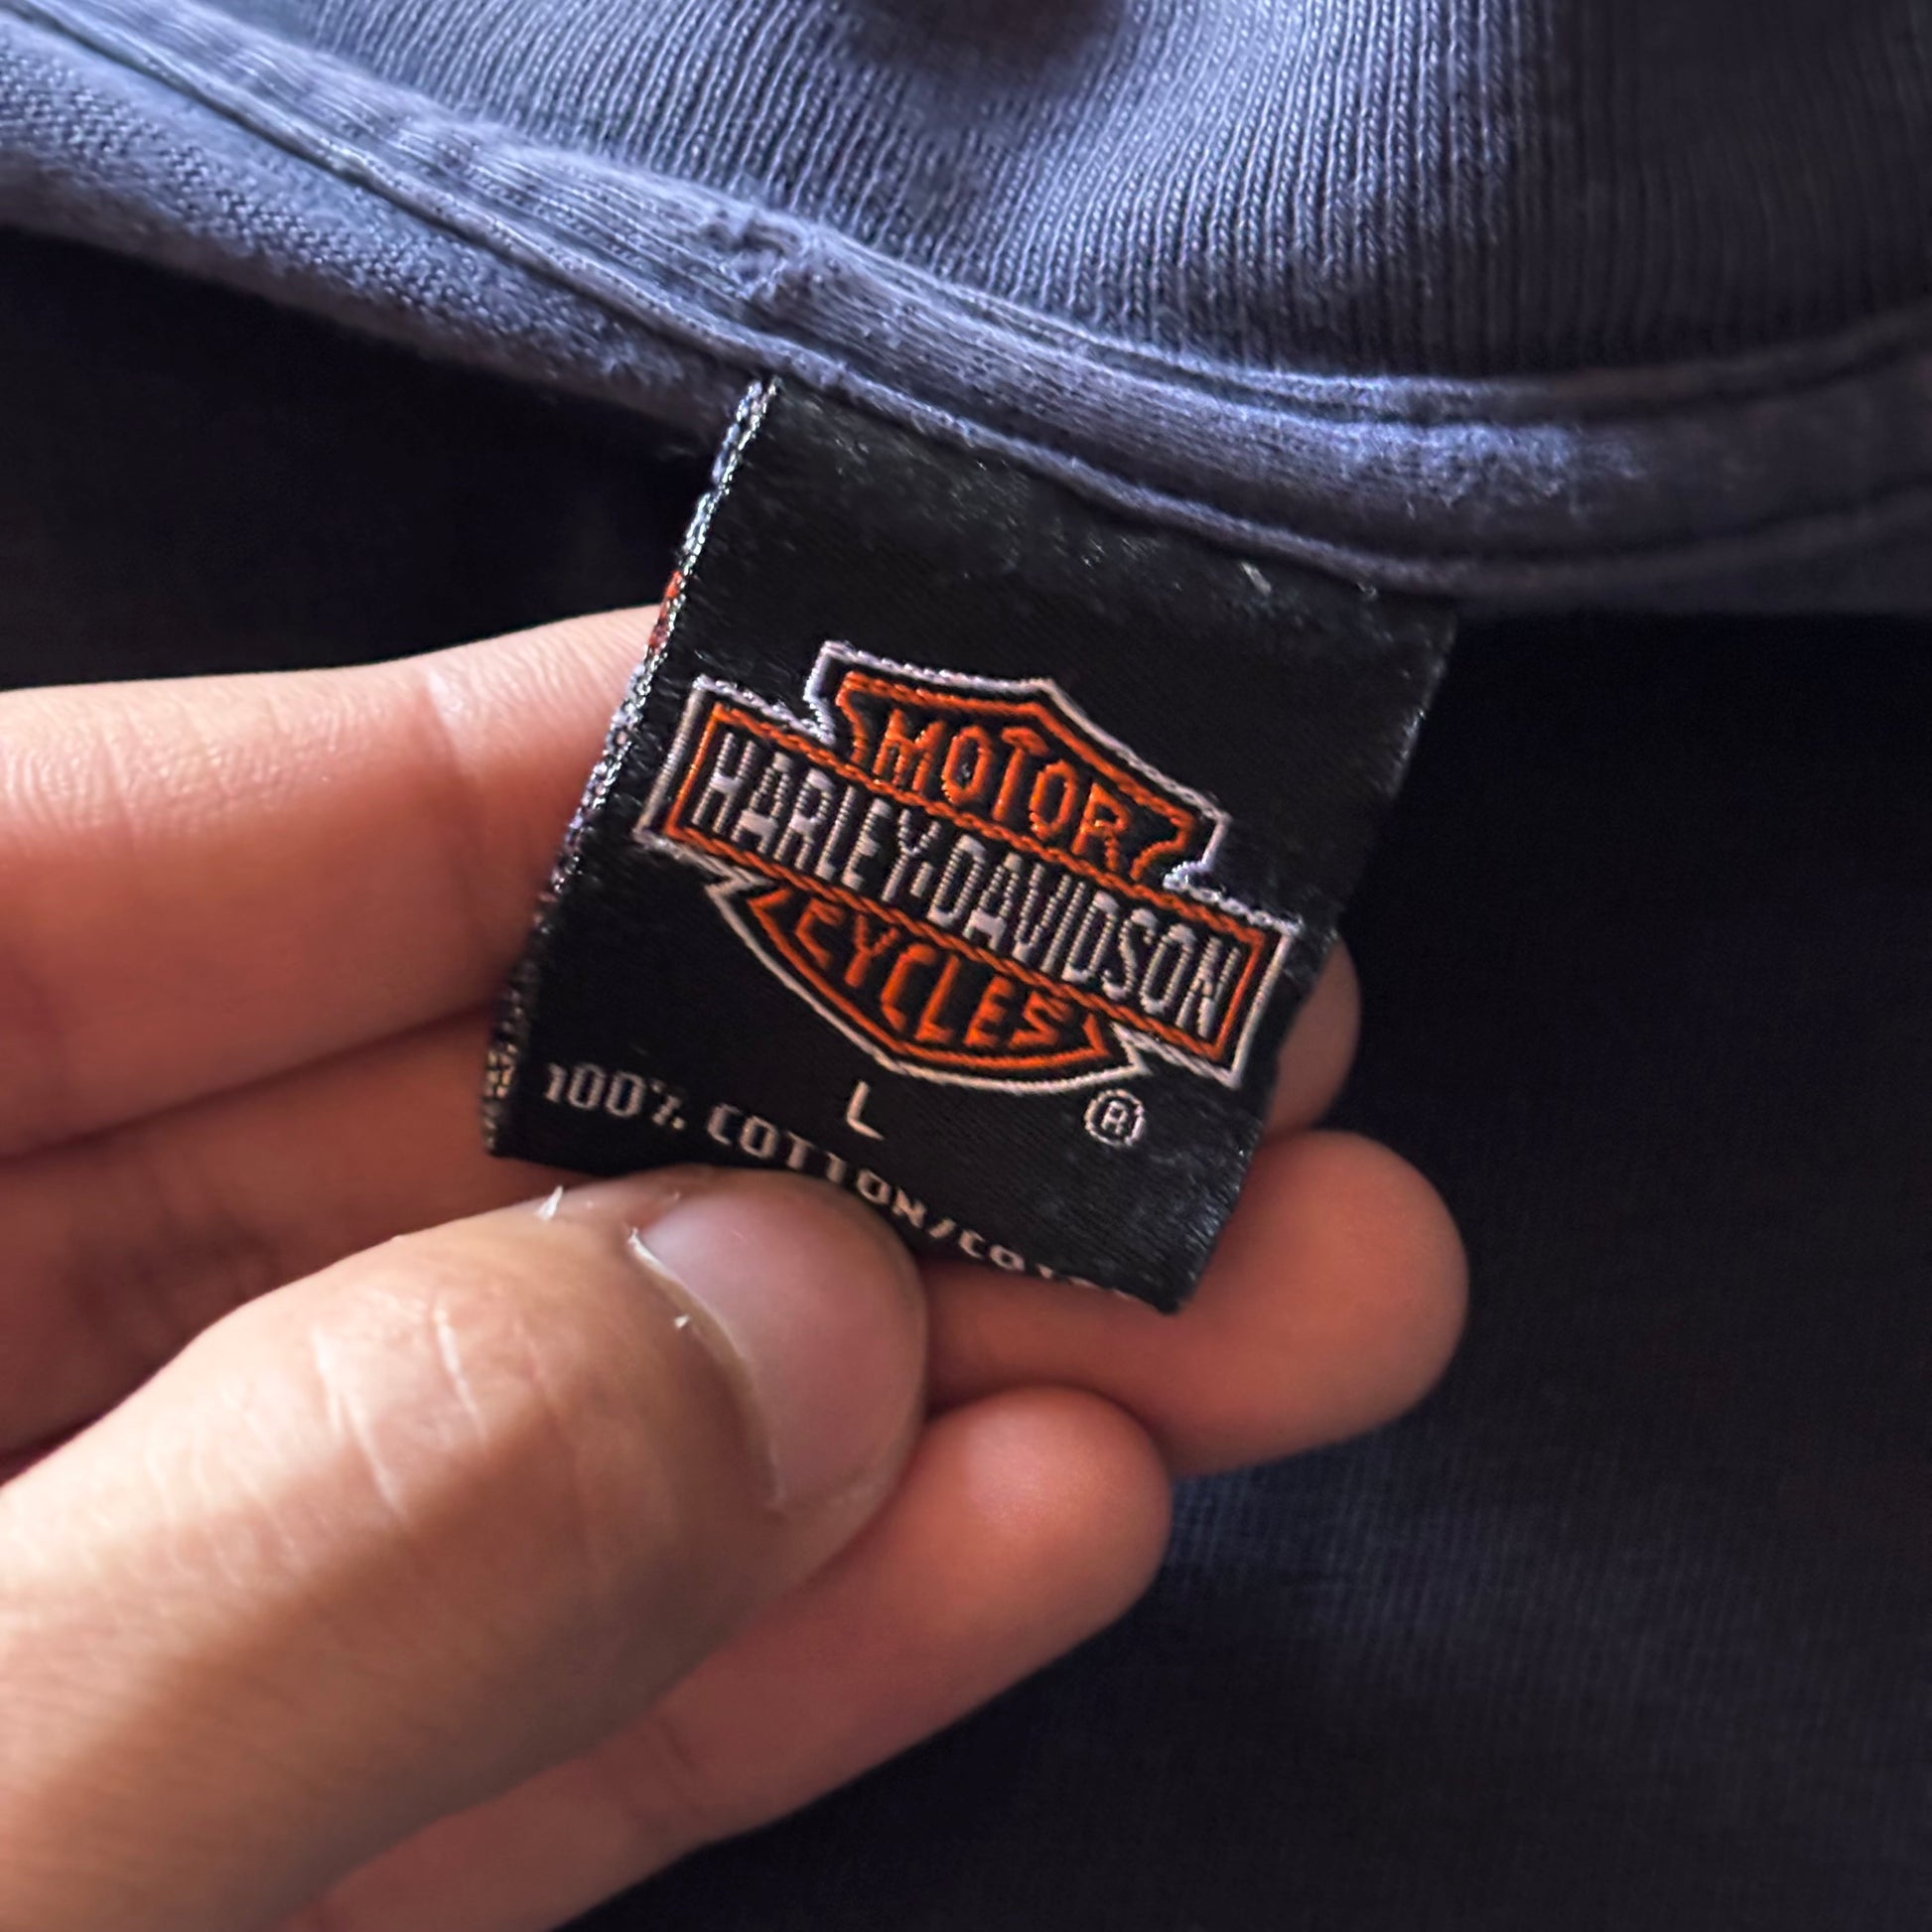 MOTOR
HARLEY-DAVIDSON
CYCLES
®
L
100% COTTON/